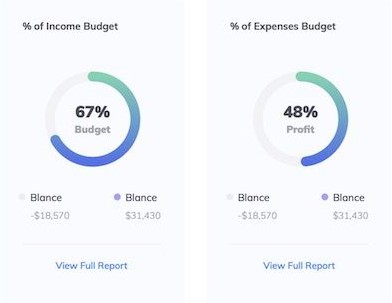 % of Income Budget
67%
Budget
Blance
Blance
-$18,570
$31,430
View Full Report
% of Expenses Budget
48%
Profit
Blance
Blance
-$18,570
$31,430
View Full Report